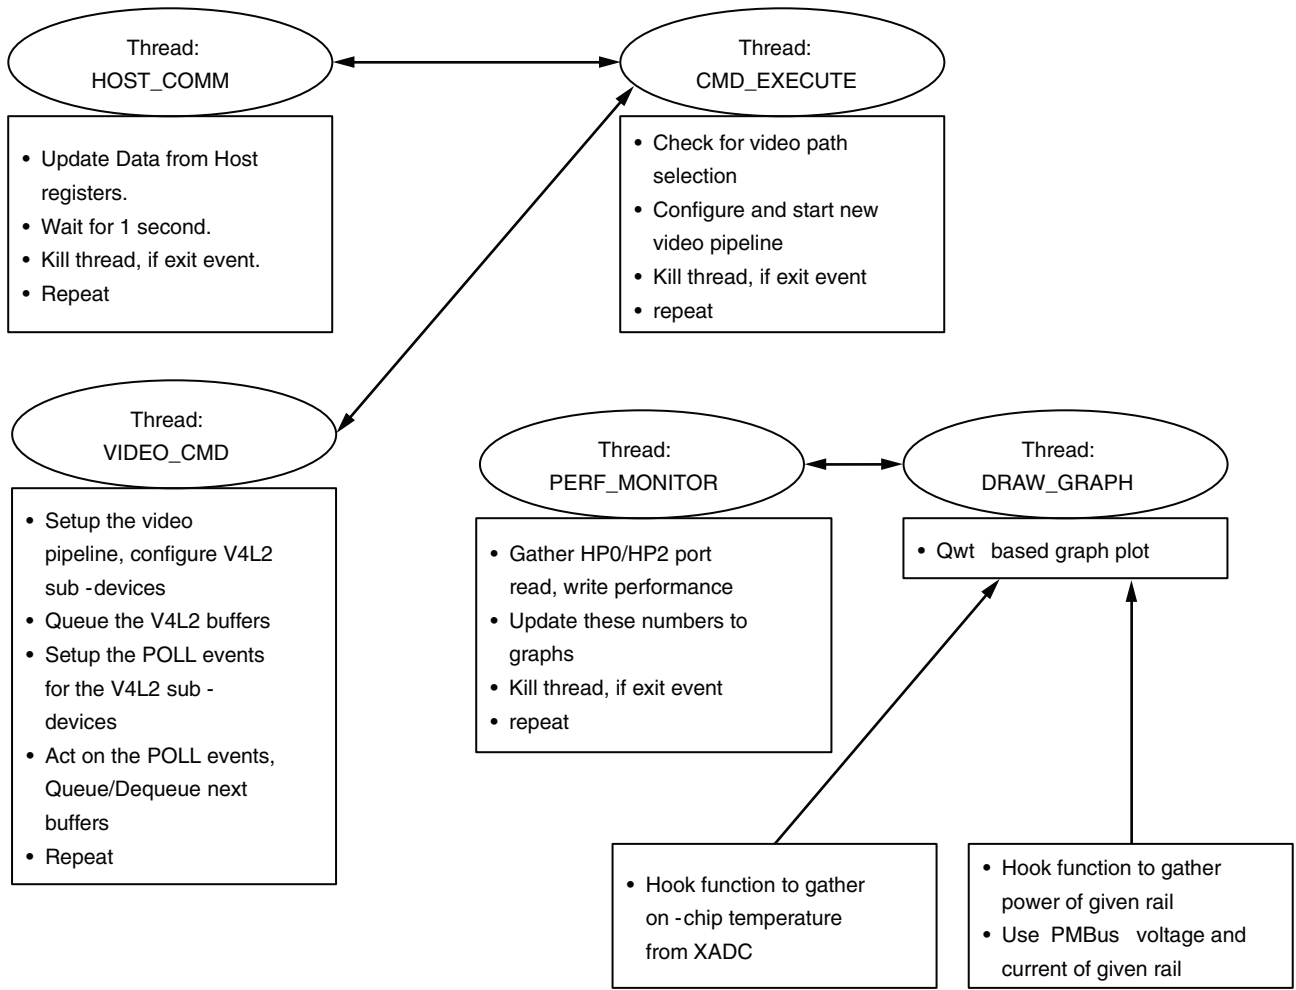 Thread:
HOST_COMM
• Update Data from Host
registers.
• Wait for 1 second.
• Kill thread, if exit event.
• Repeat
Thread:
CMD_EXECUTE
• Check for video path
selection
• Configure and start new
video pipeline
• Kill thread, if exit event
• repeat
Thread:
VIDEO_CMD
• Setup the video
pipeline, configure V4L2
sub -devices
• Queue the V4L2 buffers
• Setup the POLL events
for the V4L2 sub -
devices
• Act on the POLL events,
Queue/Dequeue next
buffers
• Repeat
Thread:
PERF_MONITOR
• Gather HP0/HP2 port
read, write performance
• Update these numbers to
graphs
• Kill thread, if exit event
• repeat
Thread:
DRAW_GRAPH
• Qwt based graph plot
• Hook function to gather
on -chip temperature
from XADC
• Hook function to gather
power of given rail
• Use PMBus voltage and
current of given rail